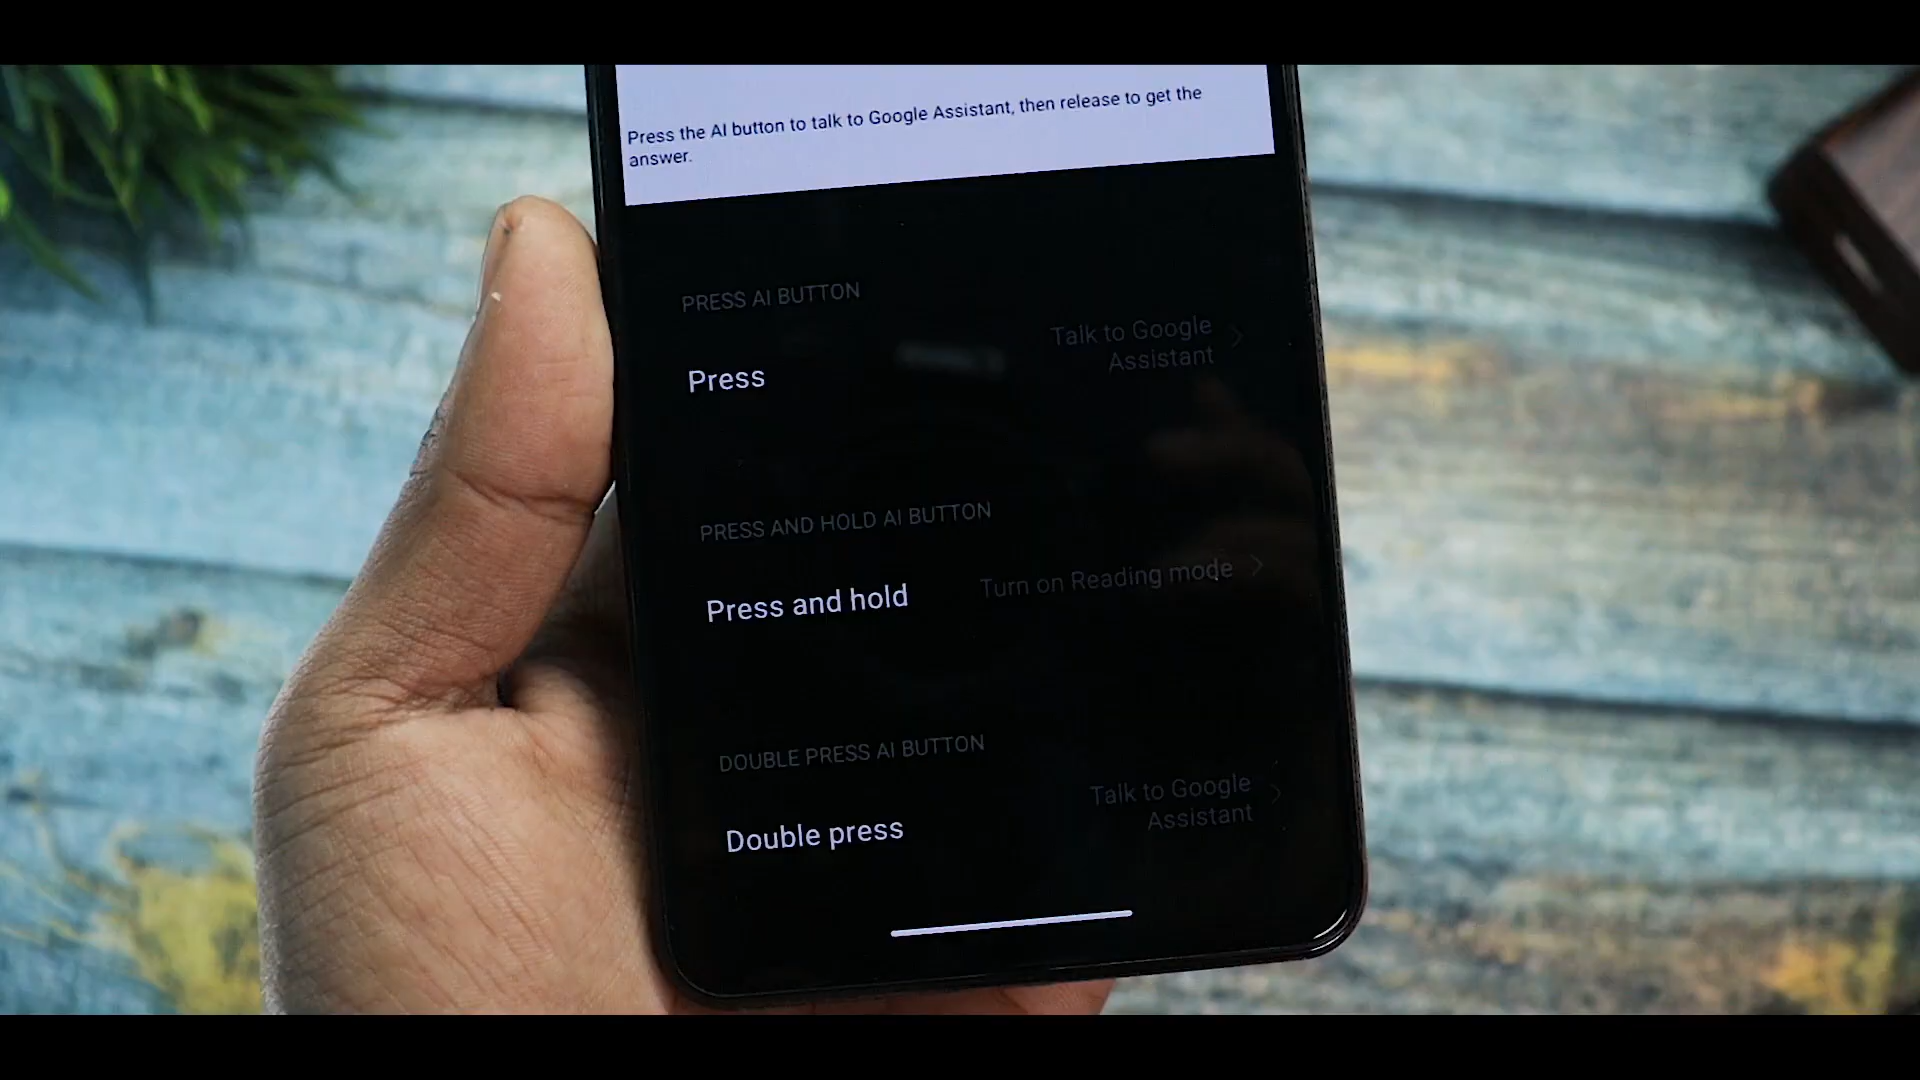 Press the AI button to talk to Google Assistant, then release to get the
answer.
PRESS AI BUTTON
Press
Talk to Google
Assistant
PRESS AND HOLD AI BUTTON
Press and hold
Turn on Reading mode
DOUBLE PRESS AI BUTTON
Double press
Talk to Google
Assistant